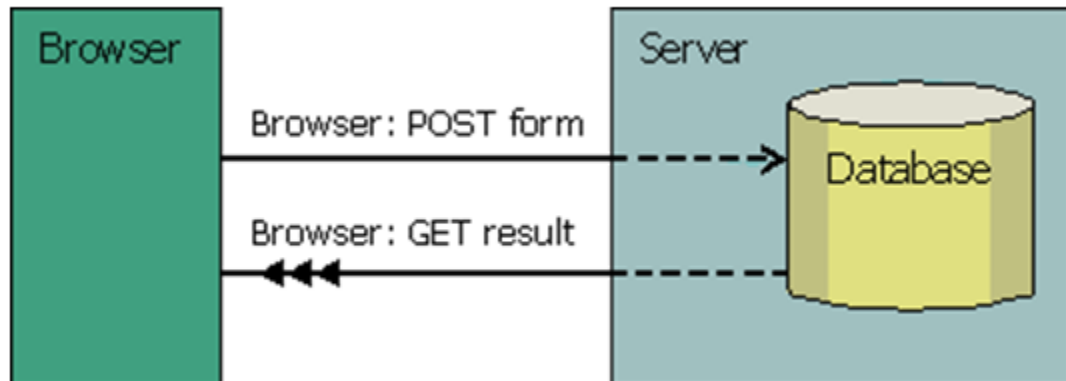 Browser
Server
Browser: POST form
Database
Browser: GET result